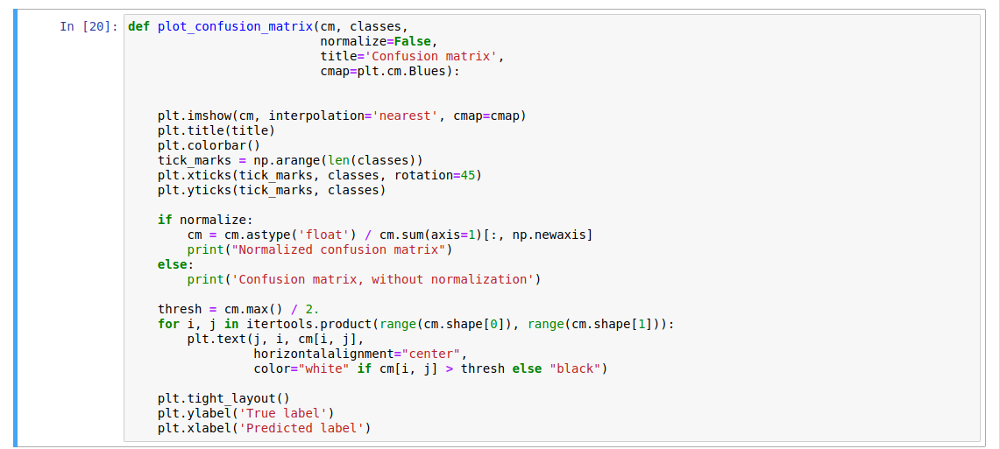 In [20]: def plot_confusion_matrix(cm, classes,
                          normalize=False,
                          title='Confusion matrix',
                          cmap=plt.cm.Blues):


    plt.imshow(cm, interpolation='nearest', cmap=cmap)
    plt.title(title)
    plt.colorbar()
    tick_marks = np.arange(len(classes))
    plt.xticks(tick_marks, classes, rotation=45)
    plt.yticks(tick_marks, classes)

    if normalize:
        cm = cm.astype('float') / cm.sum(axis=1)[:, np.newaxis]
        print("Normalized confusion matrix")
    else:
        print('Confusion matrix, without normalization')

    thresh = cm.max() / 2.
    for i, j in itertools.product(range(cm.shape[0]), range(cm.shape[1])):
        plt.text(j, i, cm[i, j],
                 horizontalalignment="center",
                 color="white" if cm[i, j] > thresh else "black")

    plt.tight_layout()
    plt.ylabel('True label')
    plt.xlabel('Predicted label')